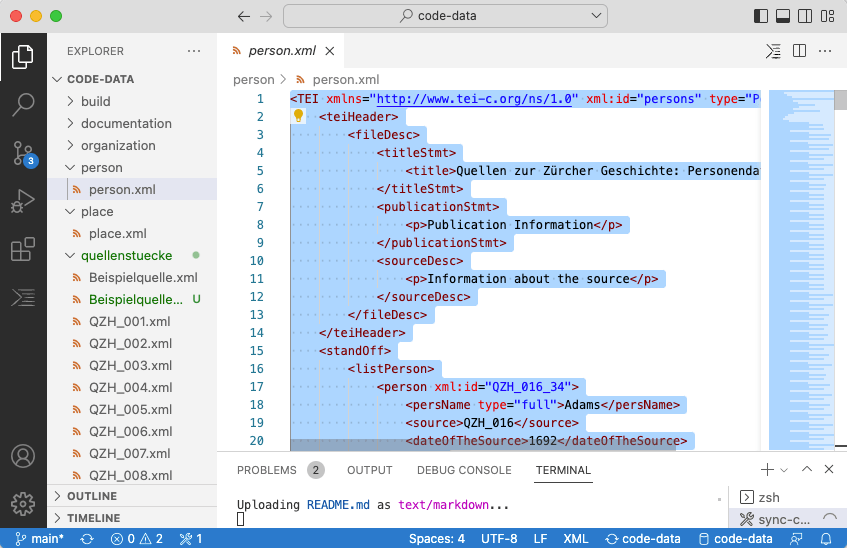 code-data
EXPLORER
person.xml
CODE-DATA
person
person.xml
build
documentation
organization
person
person.xml
place
place.xml
quellenstuecke
Beispielquelle.xml
Beispielquelle... U
QZH_001.xml
QZH_002.xml
QZH_003.xml
QZH_004.xml
QZH_005.xml
QZH_006.xml
QZH_007.xml
QZH_008.xml
OUTLINE
TIMELINE
3
1 <TEI xmlns="http://www.tei-c.org/ns/1.0" xml:id="persons" type="P
2 <teiHeader>
3 <fileDesc>
4 <titleStmt>
5 <title>Quellen zur Zürcher Geschichte: Personenda
6 </titleStmt>
7 <publicationStmt>
8 <p>Publication Information</p>
9 </publicationStmt>
10 <sourceDesc>
11 <p>Information about the source</p>
12 </sourceDesc>
13 </fileDesc>
14 </teiHeader>
15 <standOff>
16 <listPerson>
17 <person xml:id="QZH_016_34">
18 <persName type="full">Adams</persName>
19 <source>QZH_016</source>
20 <dateOfTheSource>1692</dateOfTheSource>
PROBLEMS 2 OUTPUT DEBUG CONSOLE TERMINAL
Uploading README.md as text/markdown...
zsh
sync-c...
main* 0 2 1 Spaces: 4 UTF-8 LF XML code-data code-data